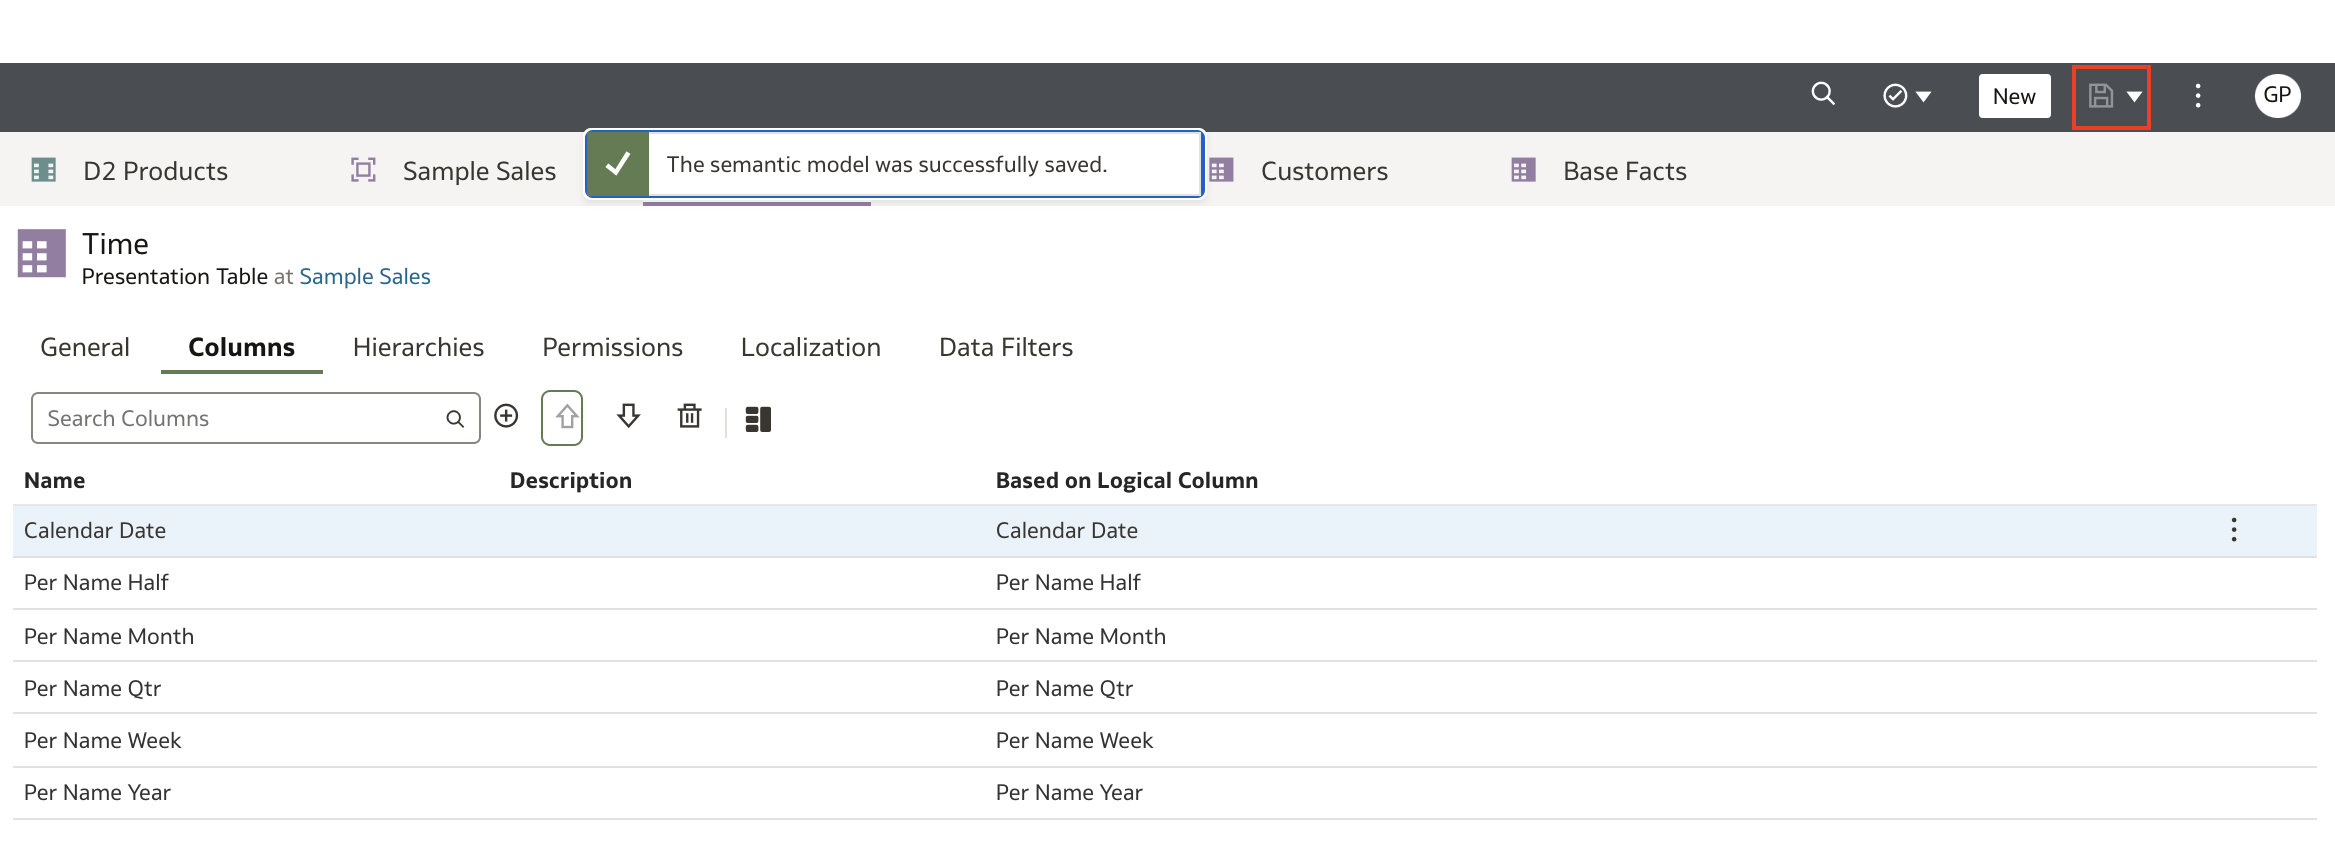 New
GP
D2 Products
Sample Sales
The semantic model was successfully saved.
Customers
Base Facts
Time
Presentation Table at Sample Sales
General
Columns
Hierarchies
Permissions
Localization
Data Filters
Search Columns
Name
Description
Based on Logical Column
Calendar Date
Calendar Date
Per Name Half
Per Name Half
Per Name Month
Per Name Month
Per Name Qtr
Per Name Qtr
Per Name Week
Per Name Week
Per Name Year
Per Name Year